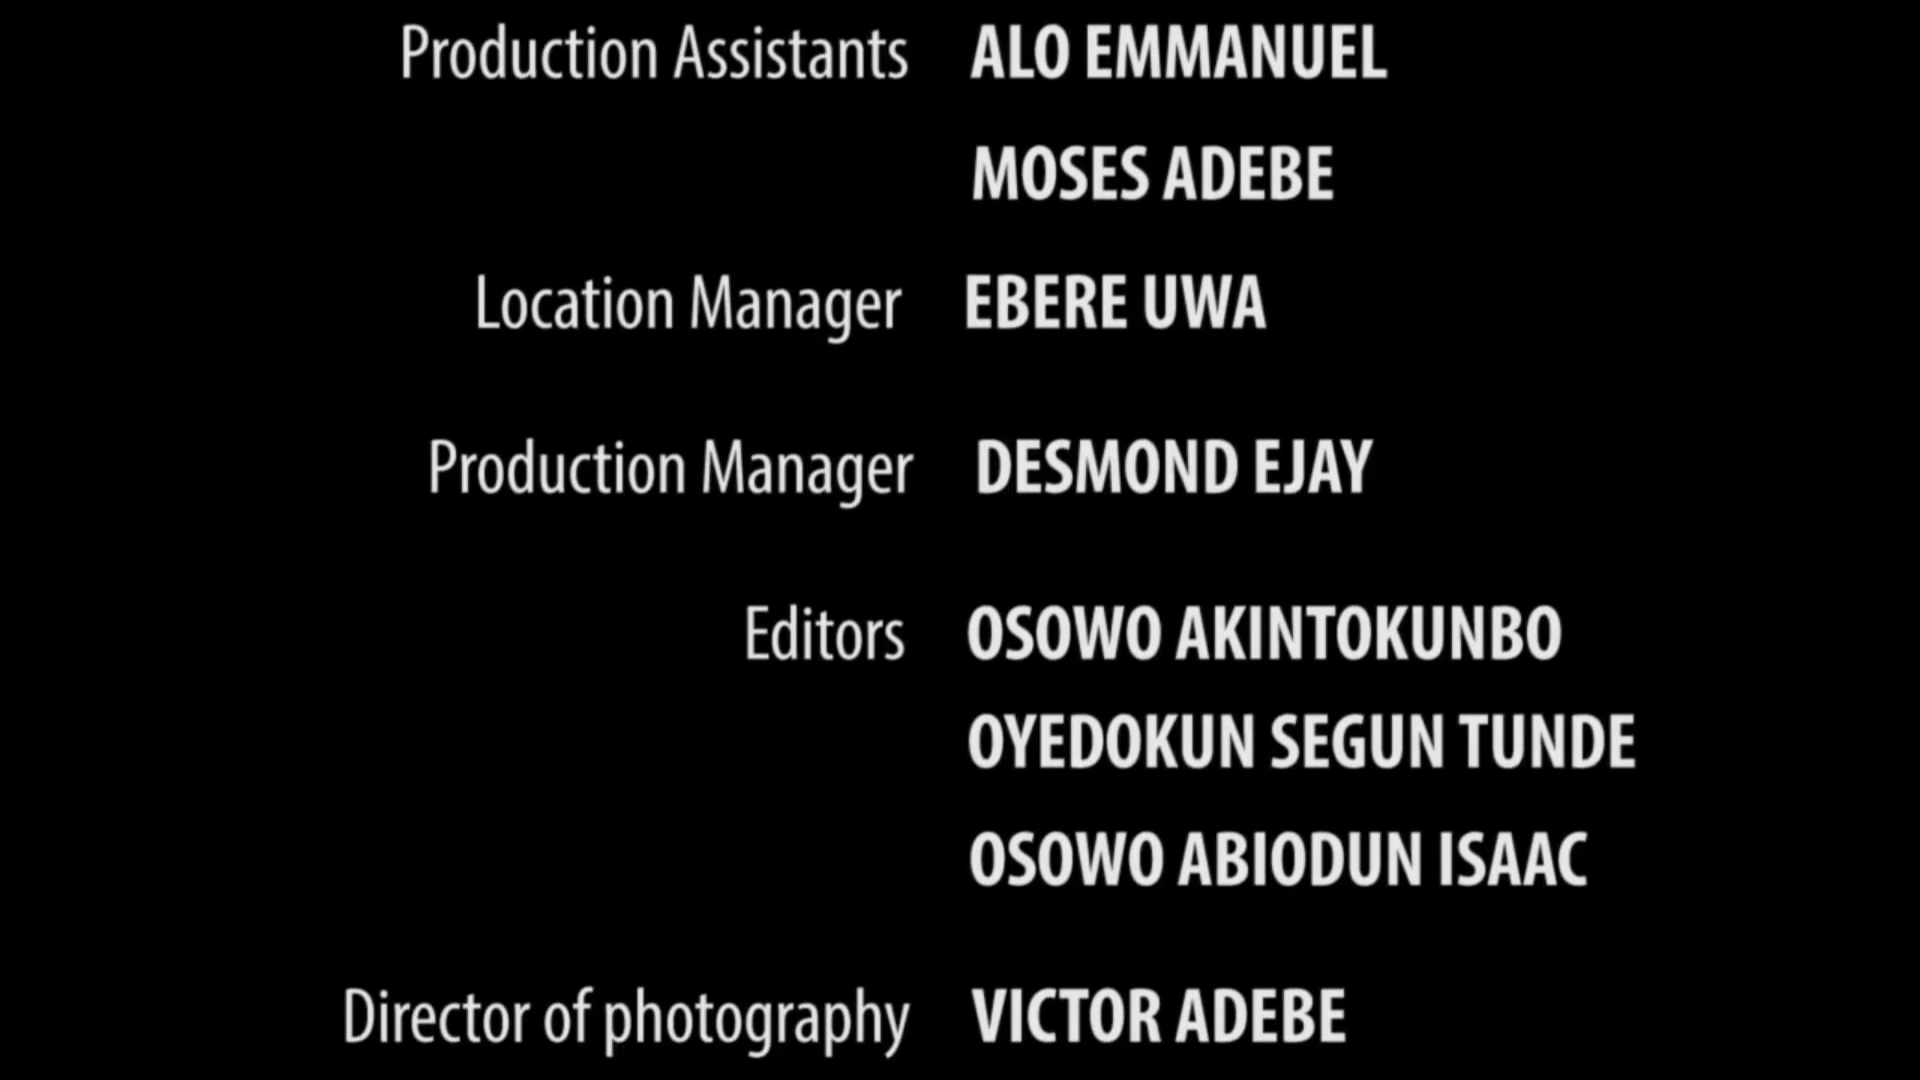 Production Assistants ALO EMMANUEL
MOSES ADEBE
Location Manager EBERE UWA
Production Manager DESMOND EJAY
Editors OSOWO AKINTOKUNBO
OYEDOKUN SEGUN TUNDE
OSOWO ABIODUN ISAAC
Director of photography VICTOR ADEBE